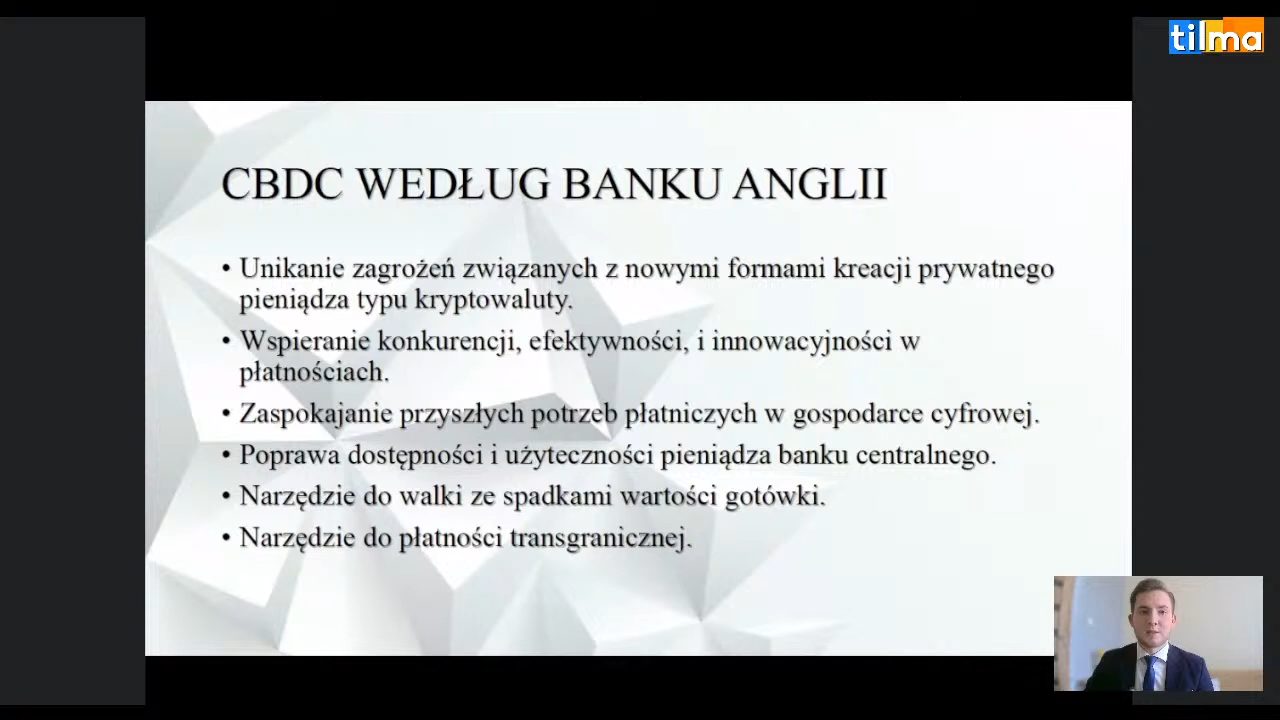 tilma
CBDC WEDŁUG BANKU ANGLII
• Unikanie zagrożeń związanych z nowymi formami kreacji prywatnego
pieniądza typu kryptowaluty.
• Wspieranie konkurencji, efektywności, i innowacyjności w
płatnościach.
• Zaspokajanie przyszłych potrzeb płatniczych w gospodarce cyfrowej.
• Poprawa dostępności i użyteczności pieniądza banku centralnego.
• Narzędzie do walki ze spadkami wartości gotówki.
• Narzędzie do płatności transgranicznej.